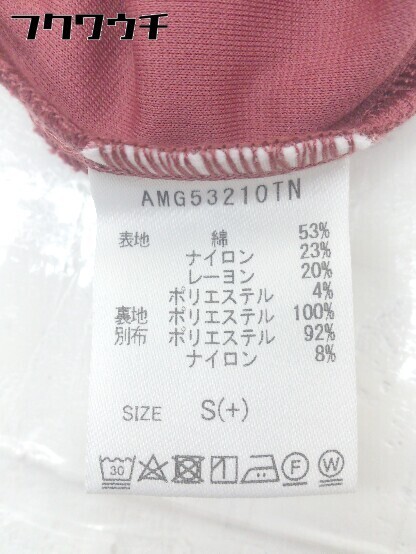 フクワウチ
AMG53210TN
表地 綿 53%
ナイロン 23%
レーヨン 20%
ポリエステル 4%
裏地 ポリエステル 100%
別布 ポリエステル 92%
ナイロン 8%
SIZE S(+)
30 F W